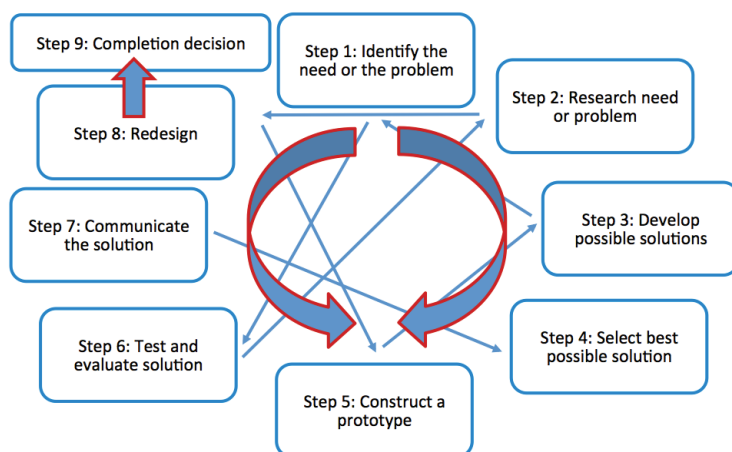 Step 1: Identify the
need or the problem
Step 2: Research need
or problem
Step 3: Develop
possible solutions
Step 4: Select best
possible solution
Step 5: Construct a
prototype
Step 6: Test and
evaluate solution
Step 7: Communicate
the solution
Step 8: Redesign
Step 9: Completion decision